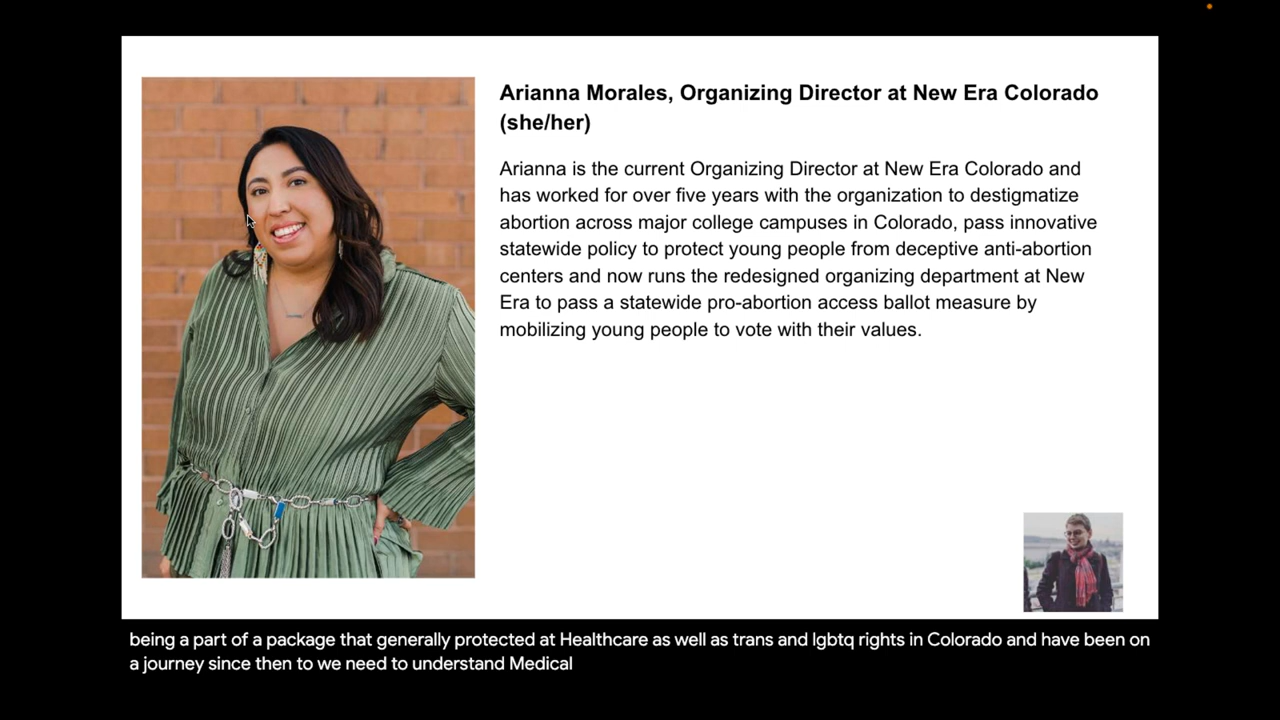 Arianna Morales, Organizing Director at New Era Colorado
(she/her)
Arianna is the current Organizing Director at New Era Colorado and
has worked for over five years with the organization to destigmatize
abortion across major college campuses in Colorado, pass innovative
statewide policy to protect young people from deceptive anti-abortion
centers and now runs the redesigned organizing department at New
Era to pass a statewide pro-abortion access ballot measure by
mobilizing young people to vote with their values.
being a part of a package that generally protected at Healthcare as well as trans and lgbtq rights in Colorado and have been on
a journey since then to we need to understand Medical